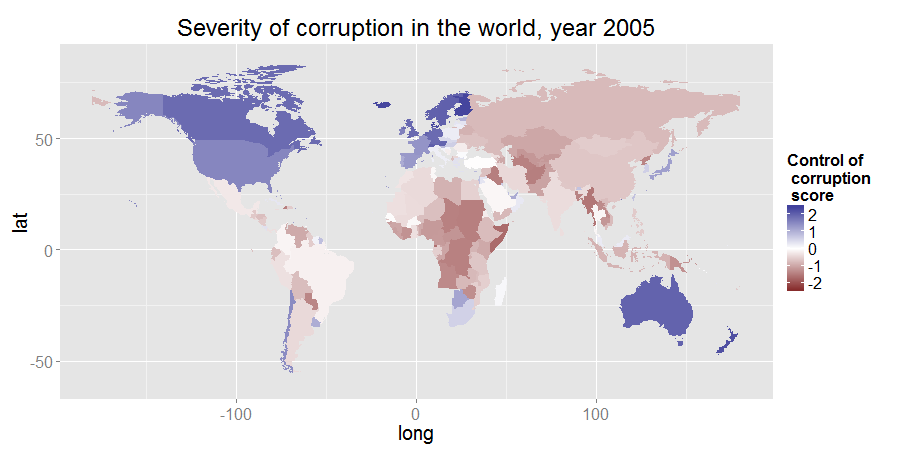 Severity of corruption in the world, year 2005
50
0
-50
lat
-100
0
100
long
Control of
corruption
score
2
1
0
-1
-2